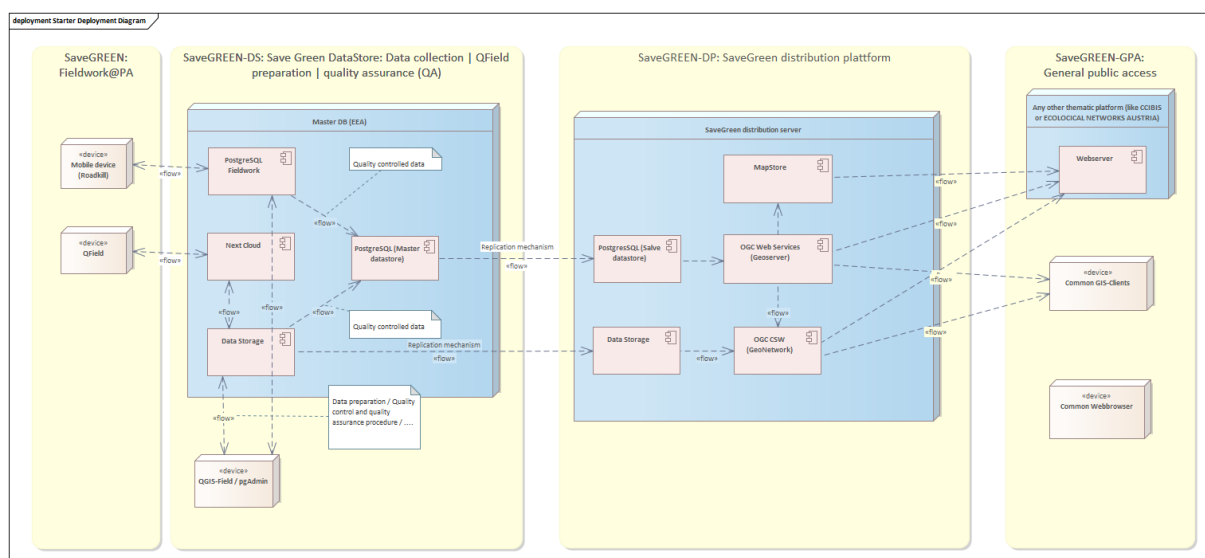 deployment Starter Deployment Diagram
SaveGREEN:
Fieldwork@PA
SaveGREEN-DS: Save Green DataStore: Data collection | QField
preparation | quality assurance (QA)
SaveGREEN-DP: SaveGreen distribution plattform
SaveGREEN-GPA:
General public access
Master DB (EEA)
SaveGreen distribution server
Any other thematic platform (like CCIBIS
or ECOLOCICAL NETWORKS AUSTRIA)
«device»
Mobile device
(Roadkill)
«flow»
PostgreSQL
Fieldwork
Quality controlled data
«flow»
MapStore
«flow»
Webserver
«device»
QField
«flow»
Next Cloud
«flow»
PostgreSQL (Master
datastore)
Replication mechanism
«flow»
PostgresSQL (Salve
datastore)
OGC Web Services
(Geoserver)
«flow»
«device»
Common GIS-Clients
«flow»
«flow»
«flow»
Quality controlled data
Data Storage
Replication mechanism
«flow»
Data Storage
«flow»
OGC CSW
(GeoNetwork)
«flow»
«device»
Common Webbrowser
«flow»
Data preparation / Quality
control and quality
assurance procedure / ....
«flow»
«device»
QGIS-Field / pgAdmin